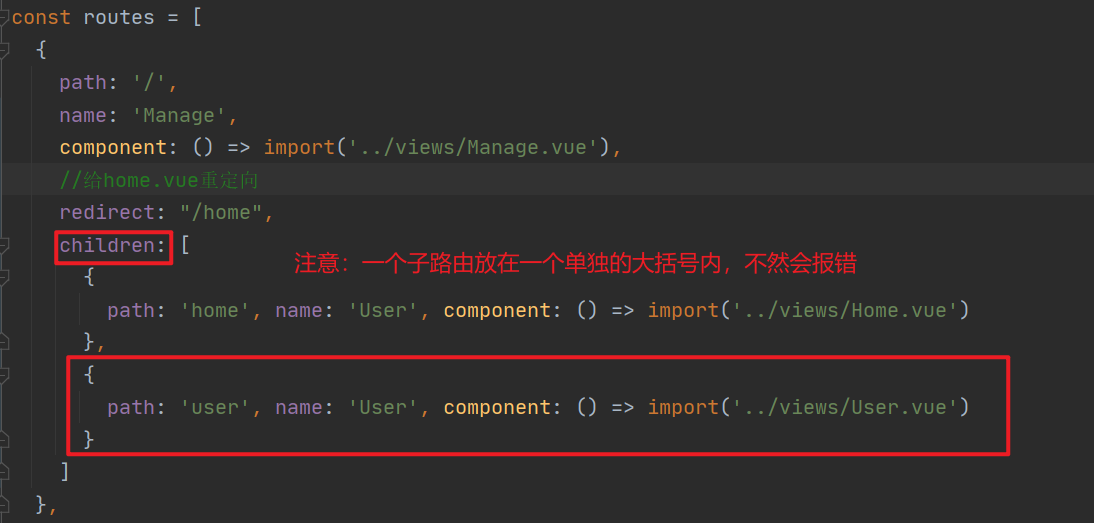 const routes = [
  {
    path: '/',
    name: 'Manage',
    component: () => import('../views/Manage.vue'),
    //给home.vue重定向
    redirect: "/home",
    children: [
注意：一个子路由放在一个单独的大括号内，不然会报错
      {
        path: 'home', name: 'User', component: () => import('../views/Home.vue')
      },
      {
        path: 'user', name: 'User', component: () => import('../views/User.vue')
      }
    ]
  },